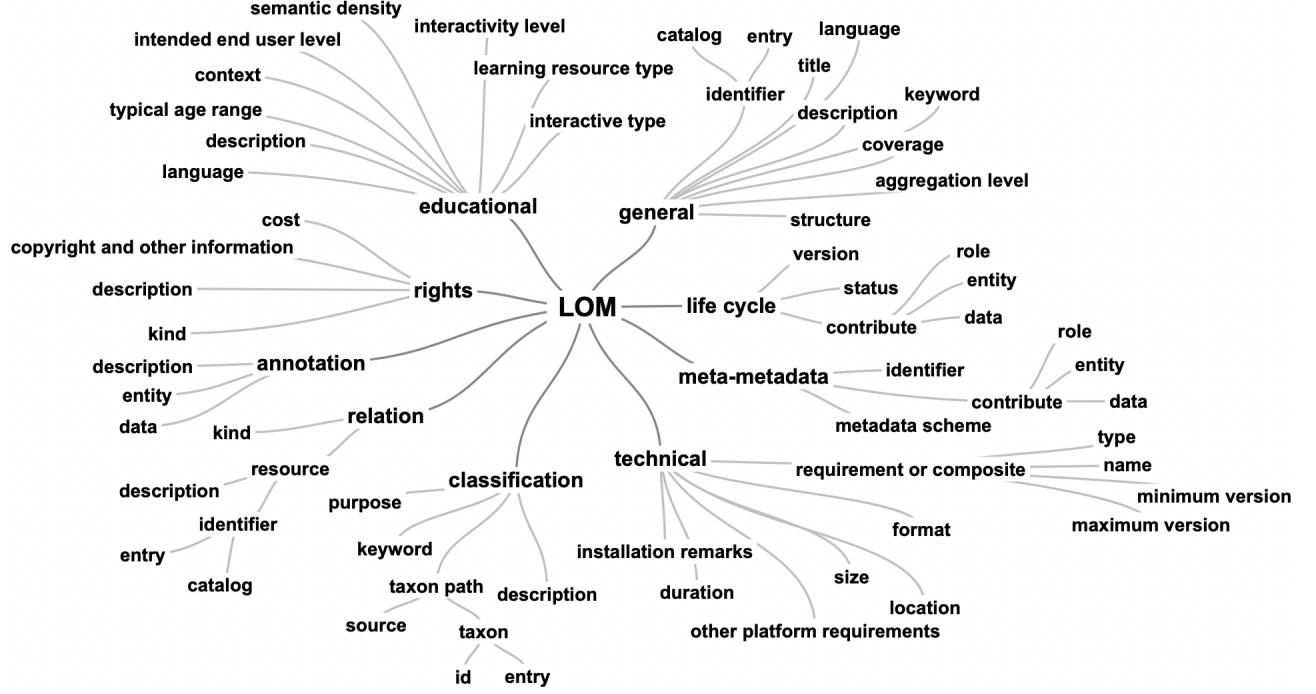 semantic density
interactivity level
intended end user level
context
learning resource type
typical age range
interactive type
description
language
educational
catalog
entry
language
title
identifier
keyword
description
coverage
aggregation level
general
structure
cost
copyright and other information
rights
description
kind
LOM
version
life cycle
status
role
entity
contribute
data
annotation
description
entity
data
meta-metadata
identifier
role
entity
contribute
data
metadata scheme
relation
kind
resource
description
identifier
entry
catalog
classification
purpose
keyword
taxon path
description
source
taxon
id
entry
technical
requirement or composite
type
name
minimum version
maximum version
format
installation remarks
size
duration
location
other platform requirements